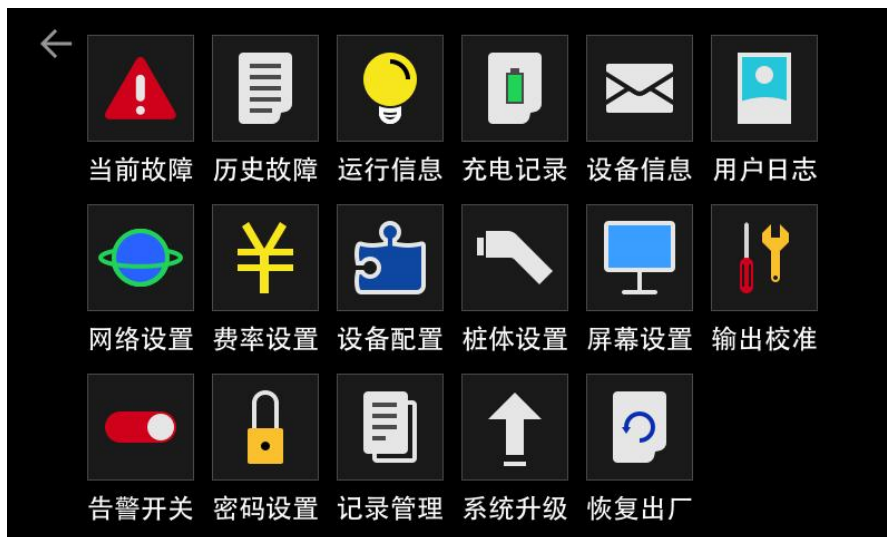 当前故障 历史故障 运行信息 充电记录 设备信息 用户日志
网络设置 费率设置 设备配置 桩体设置 屏幕设置 输出校准
告警开关 密码设置 记录管理 系统升级 恢复出厂